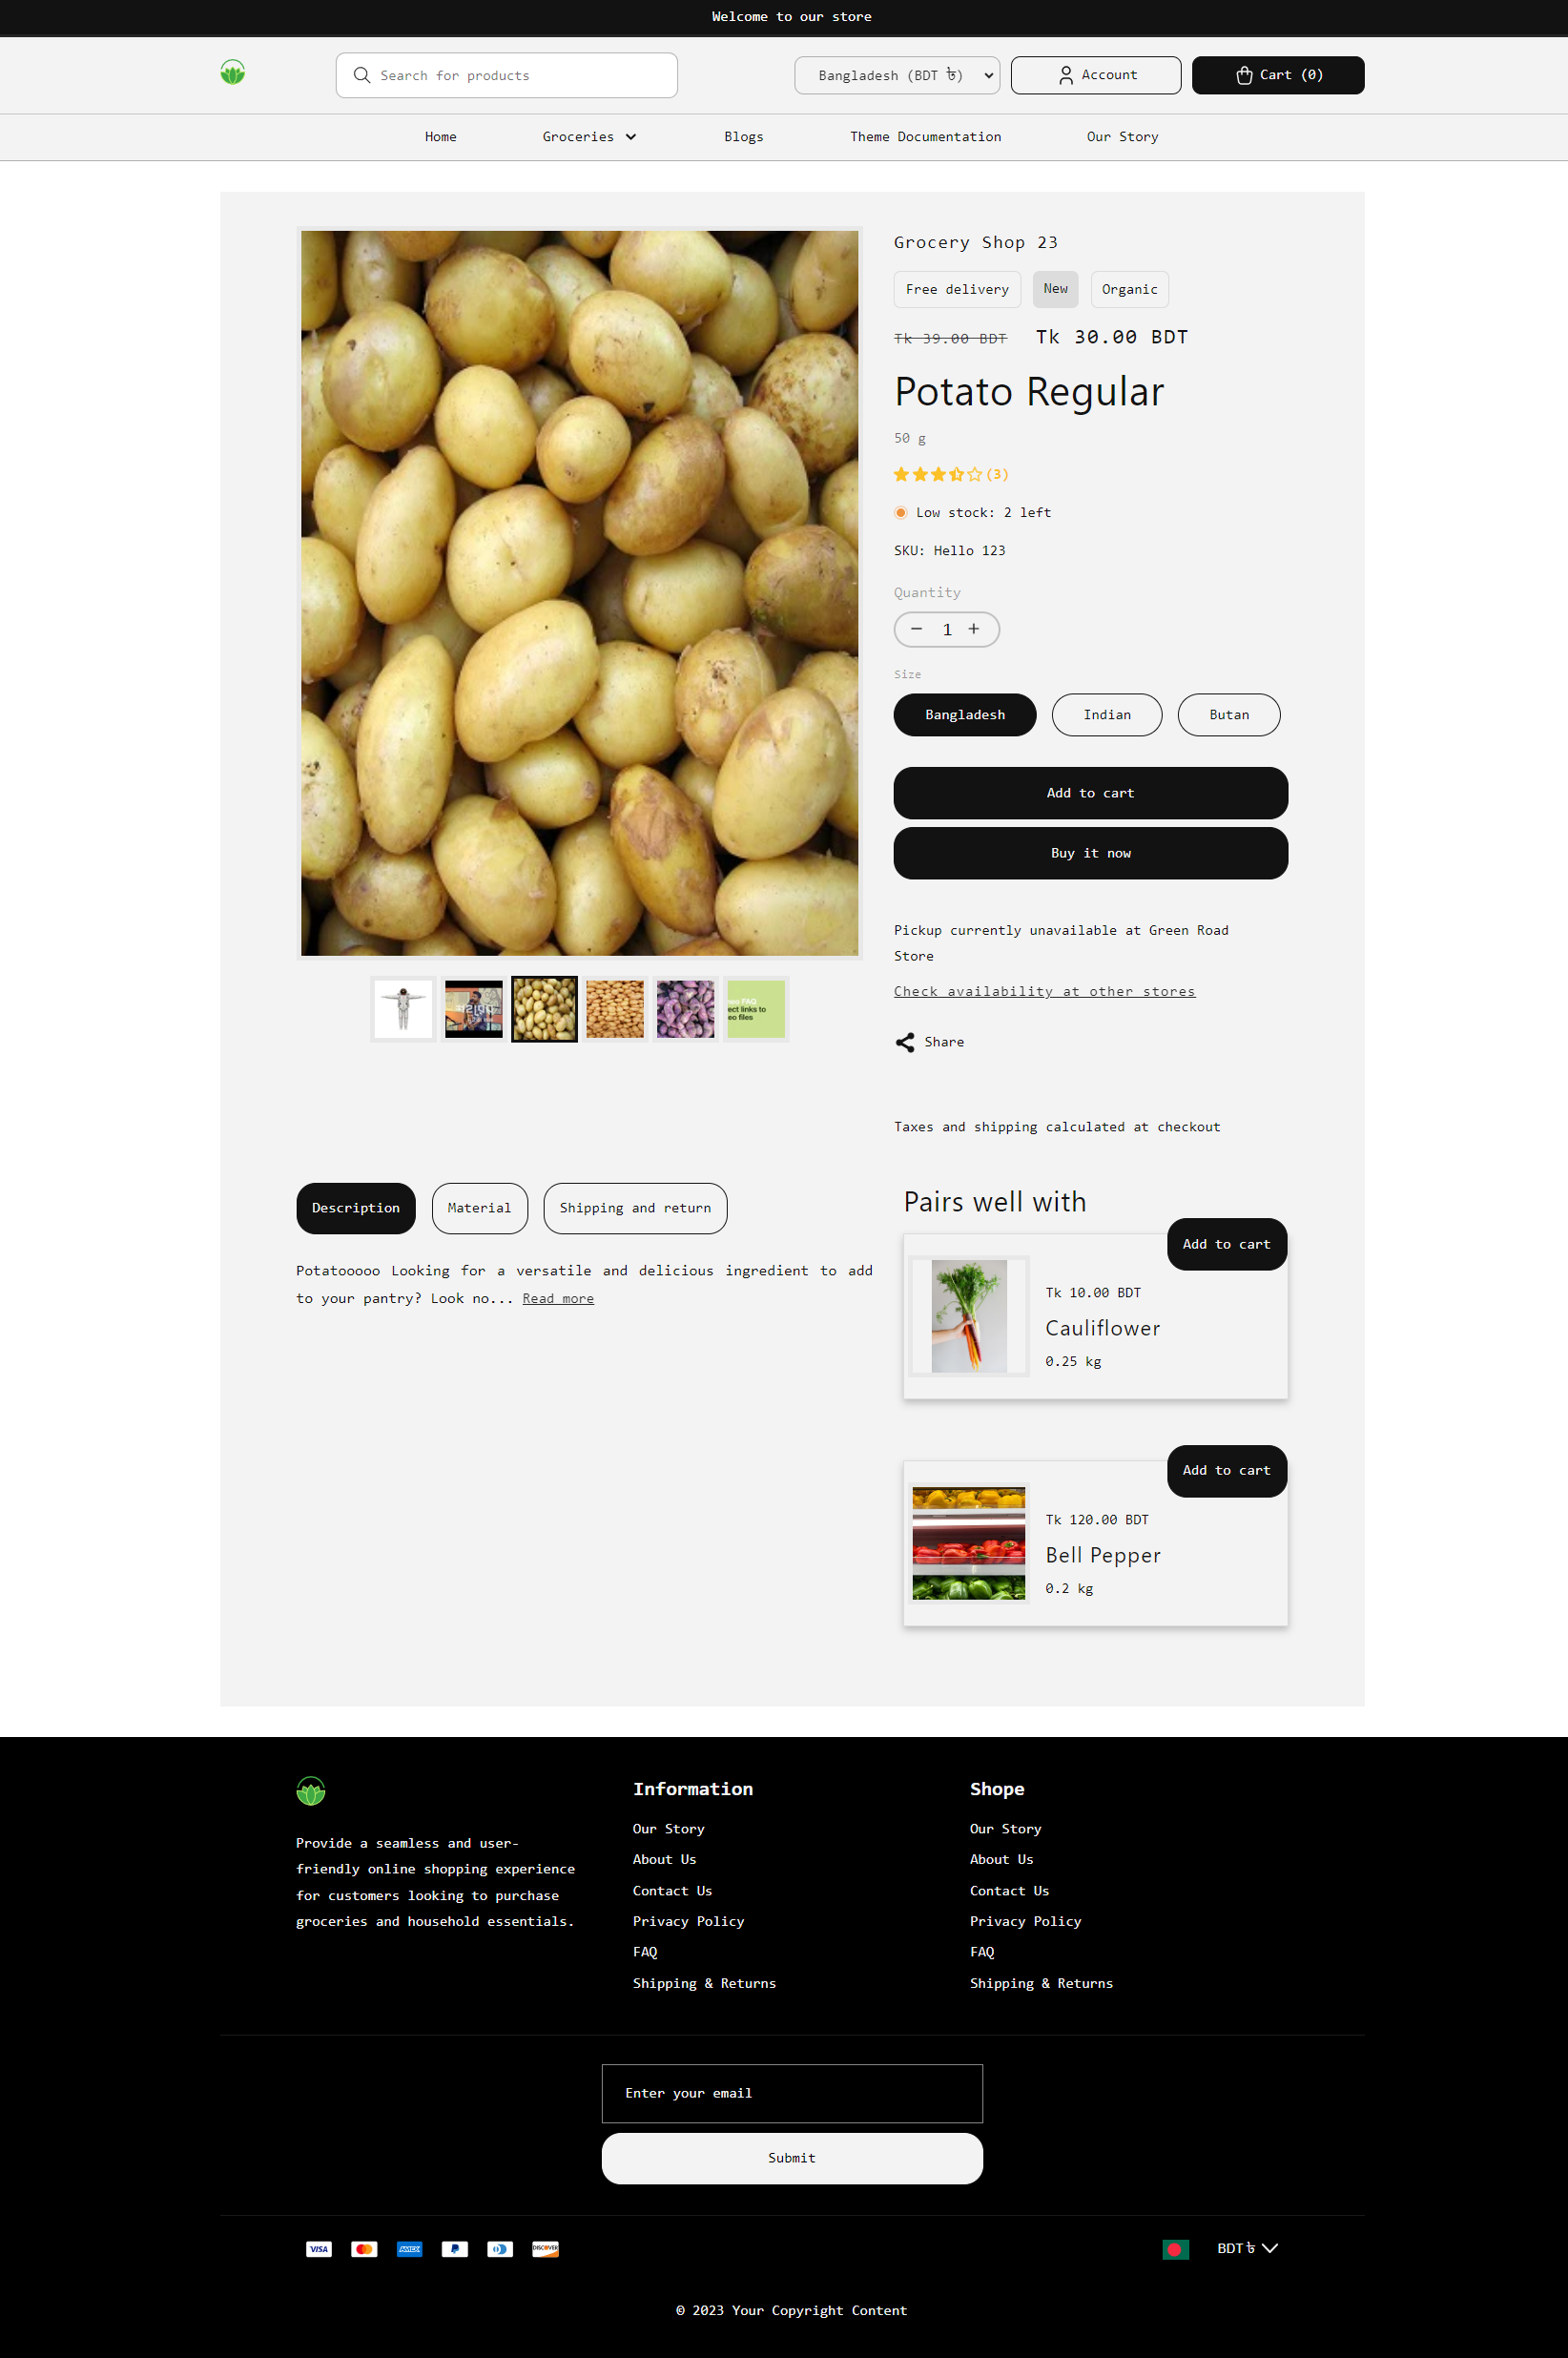 Welcome to our store
Search for products
Bangladesh (BDT ৳)
Account
Cart (0)
Home
Groceries
Blogs
Theme Documentation
Our Story
Grocery Shop 23
Free delivery
New
Organic
Tk 39.00 BDT
Tk 30.00 BDT
Potato Regular
50 g
(3)
Low stock: 2 left
SKU: Hello 123
Quantity
− 1 +
Size
Bangladesh
Indian
Butan
Add to cart
Buy it now
Pickup currently unavailable at Green Road
Store
Check availability at other stores
Share
Taxes and shipping calculated at checkout
FAQ
ect links to
eo files
Description
Material
Shipping and return
Potatooooo Looking for a versatile and delicious ingredient to add
to your pantry? Look no... Read more
Pairs well with
Add to cart
Tk 10.00 BDT
Cauliflower
0.25 kg
Add to cart
Tk 120.00 BDT
Bell Pepper
0.2 kg
Provide a seamless and user-
friendly online shopping experience
for customers looking to purchase
groceries and household essentials.
Information
Our Story
About Us
Contact Us
Privacy Policy
FAQ
Shipping & Returns
Shope
Our Story
About Us
Contact Us
Privacy Policy
FAQ
Shipping & Returns
Enter your email
Submit
VISA
AMEX
DISCOVER
BDT ৳
© 2023 Your Copyright Content